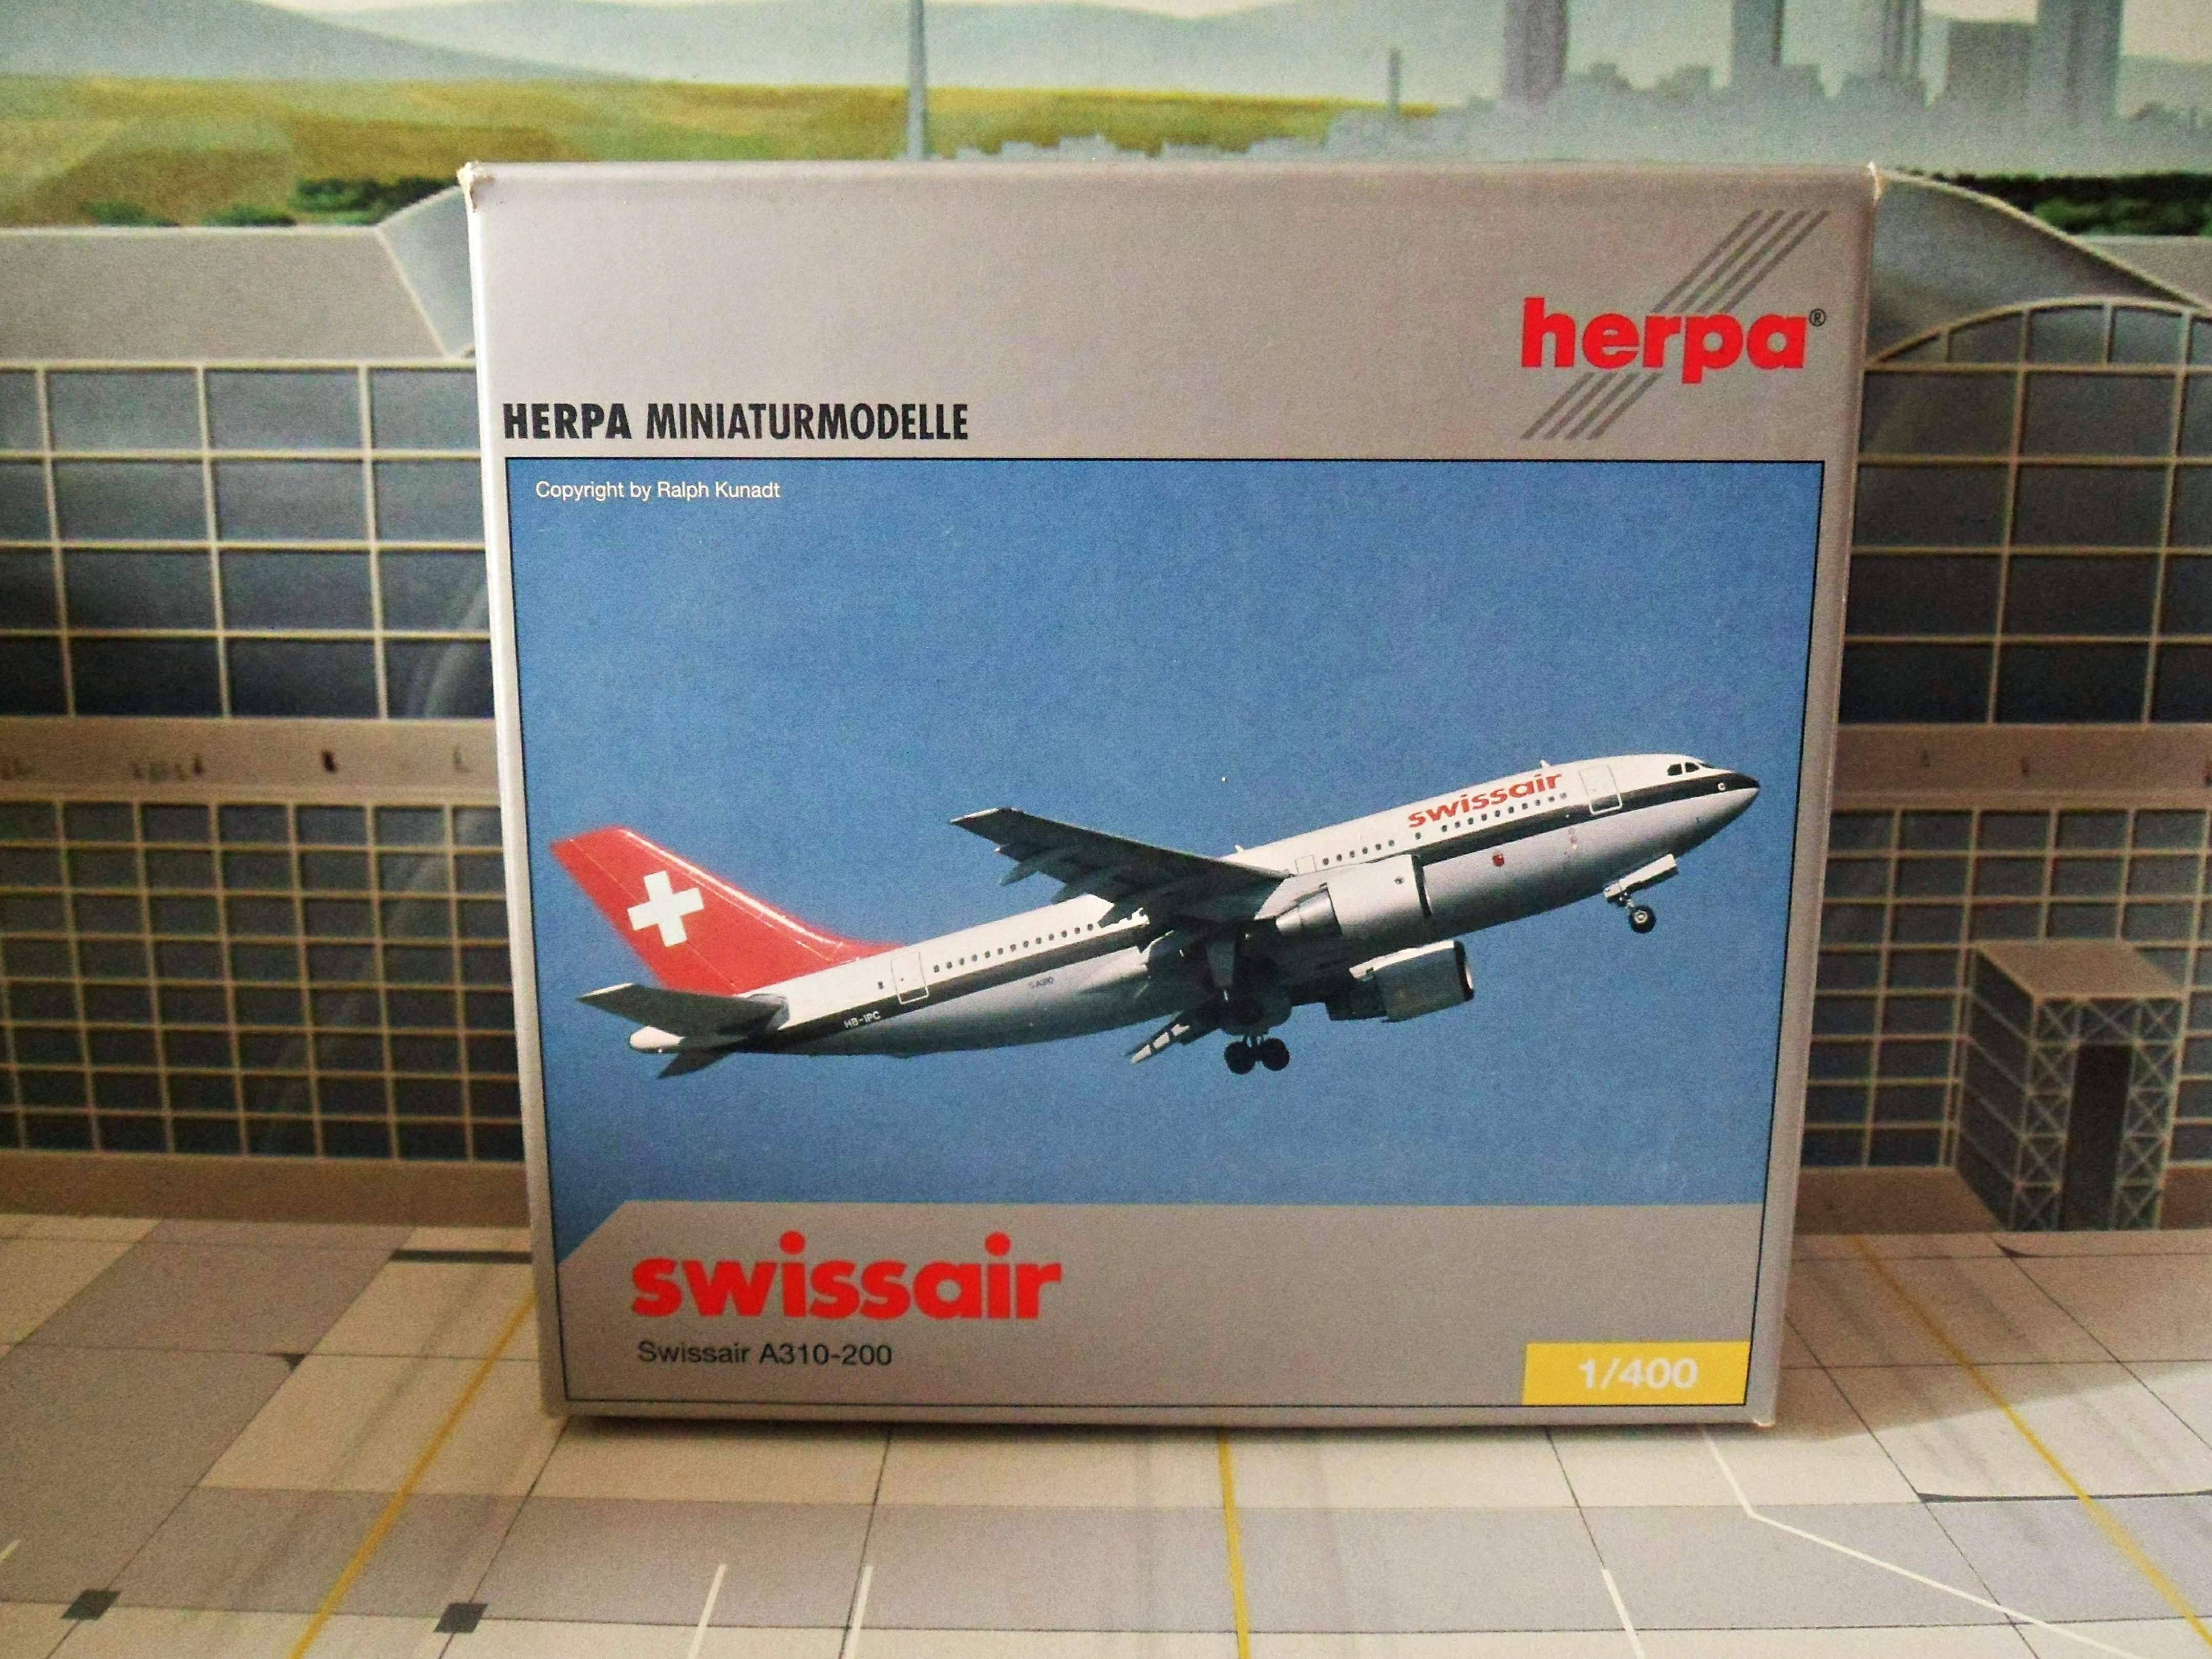 herpa®
HERPA MINIATURMODELLE
Copyright by Ralph Kunadt
swissair
HB-IPC
swissair
Swissair A310-200
1/400